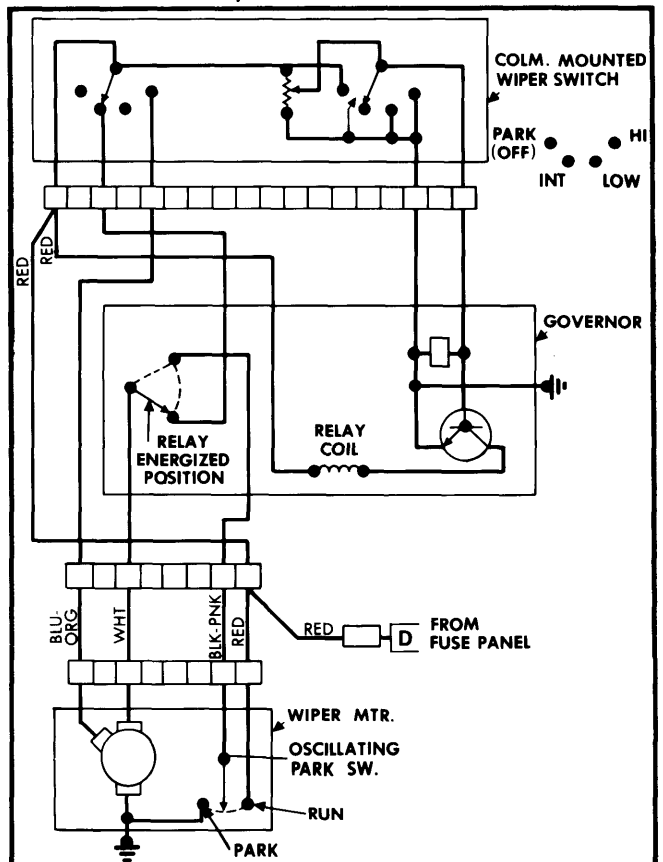 COLM. MOUNTED
WIPER SWITCH
PARK
(OFF)
HI
INT
LOW
RED
RED
GOVERNOR
RELAY
ENERGIZED
POSITION
RELAY
COIL
BLU-
ORG
WHT
BLK-PNK
RED
RED
D
FROM
FUSE PANEL
WIPER MTR.
OSCILLATING
PARK SW.
RUN
PARK